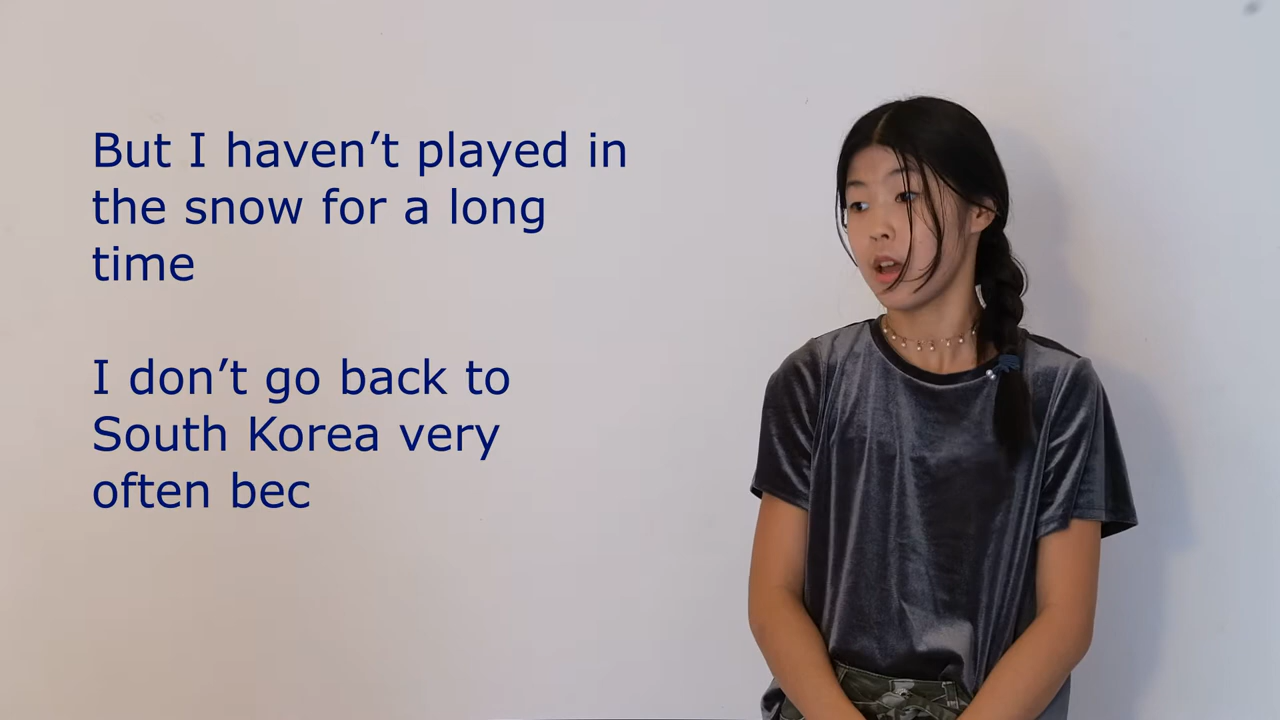 But I haven’t played in
the snow for a long
time
I don’t go back to
South Korea very
often bec